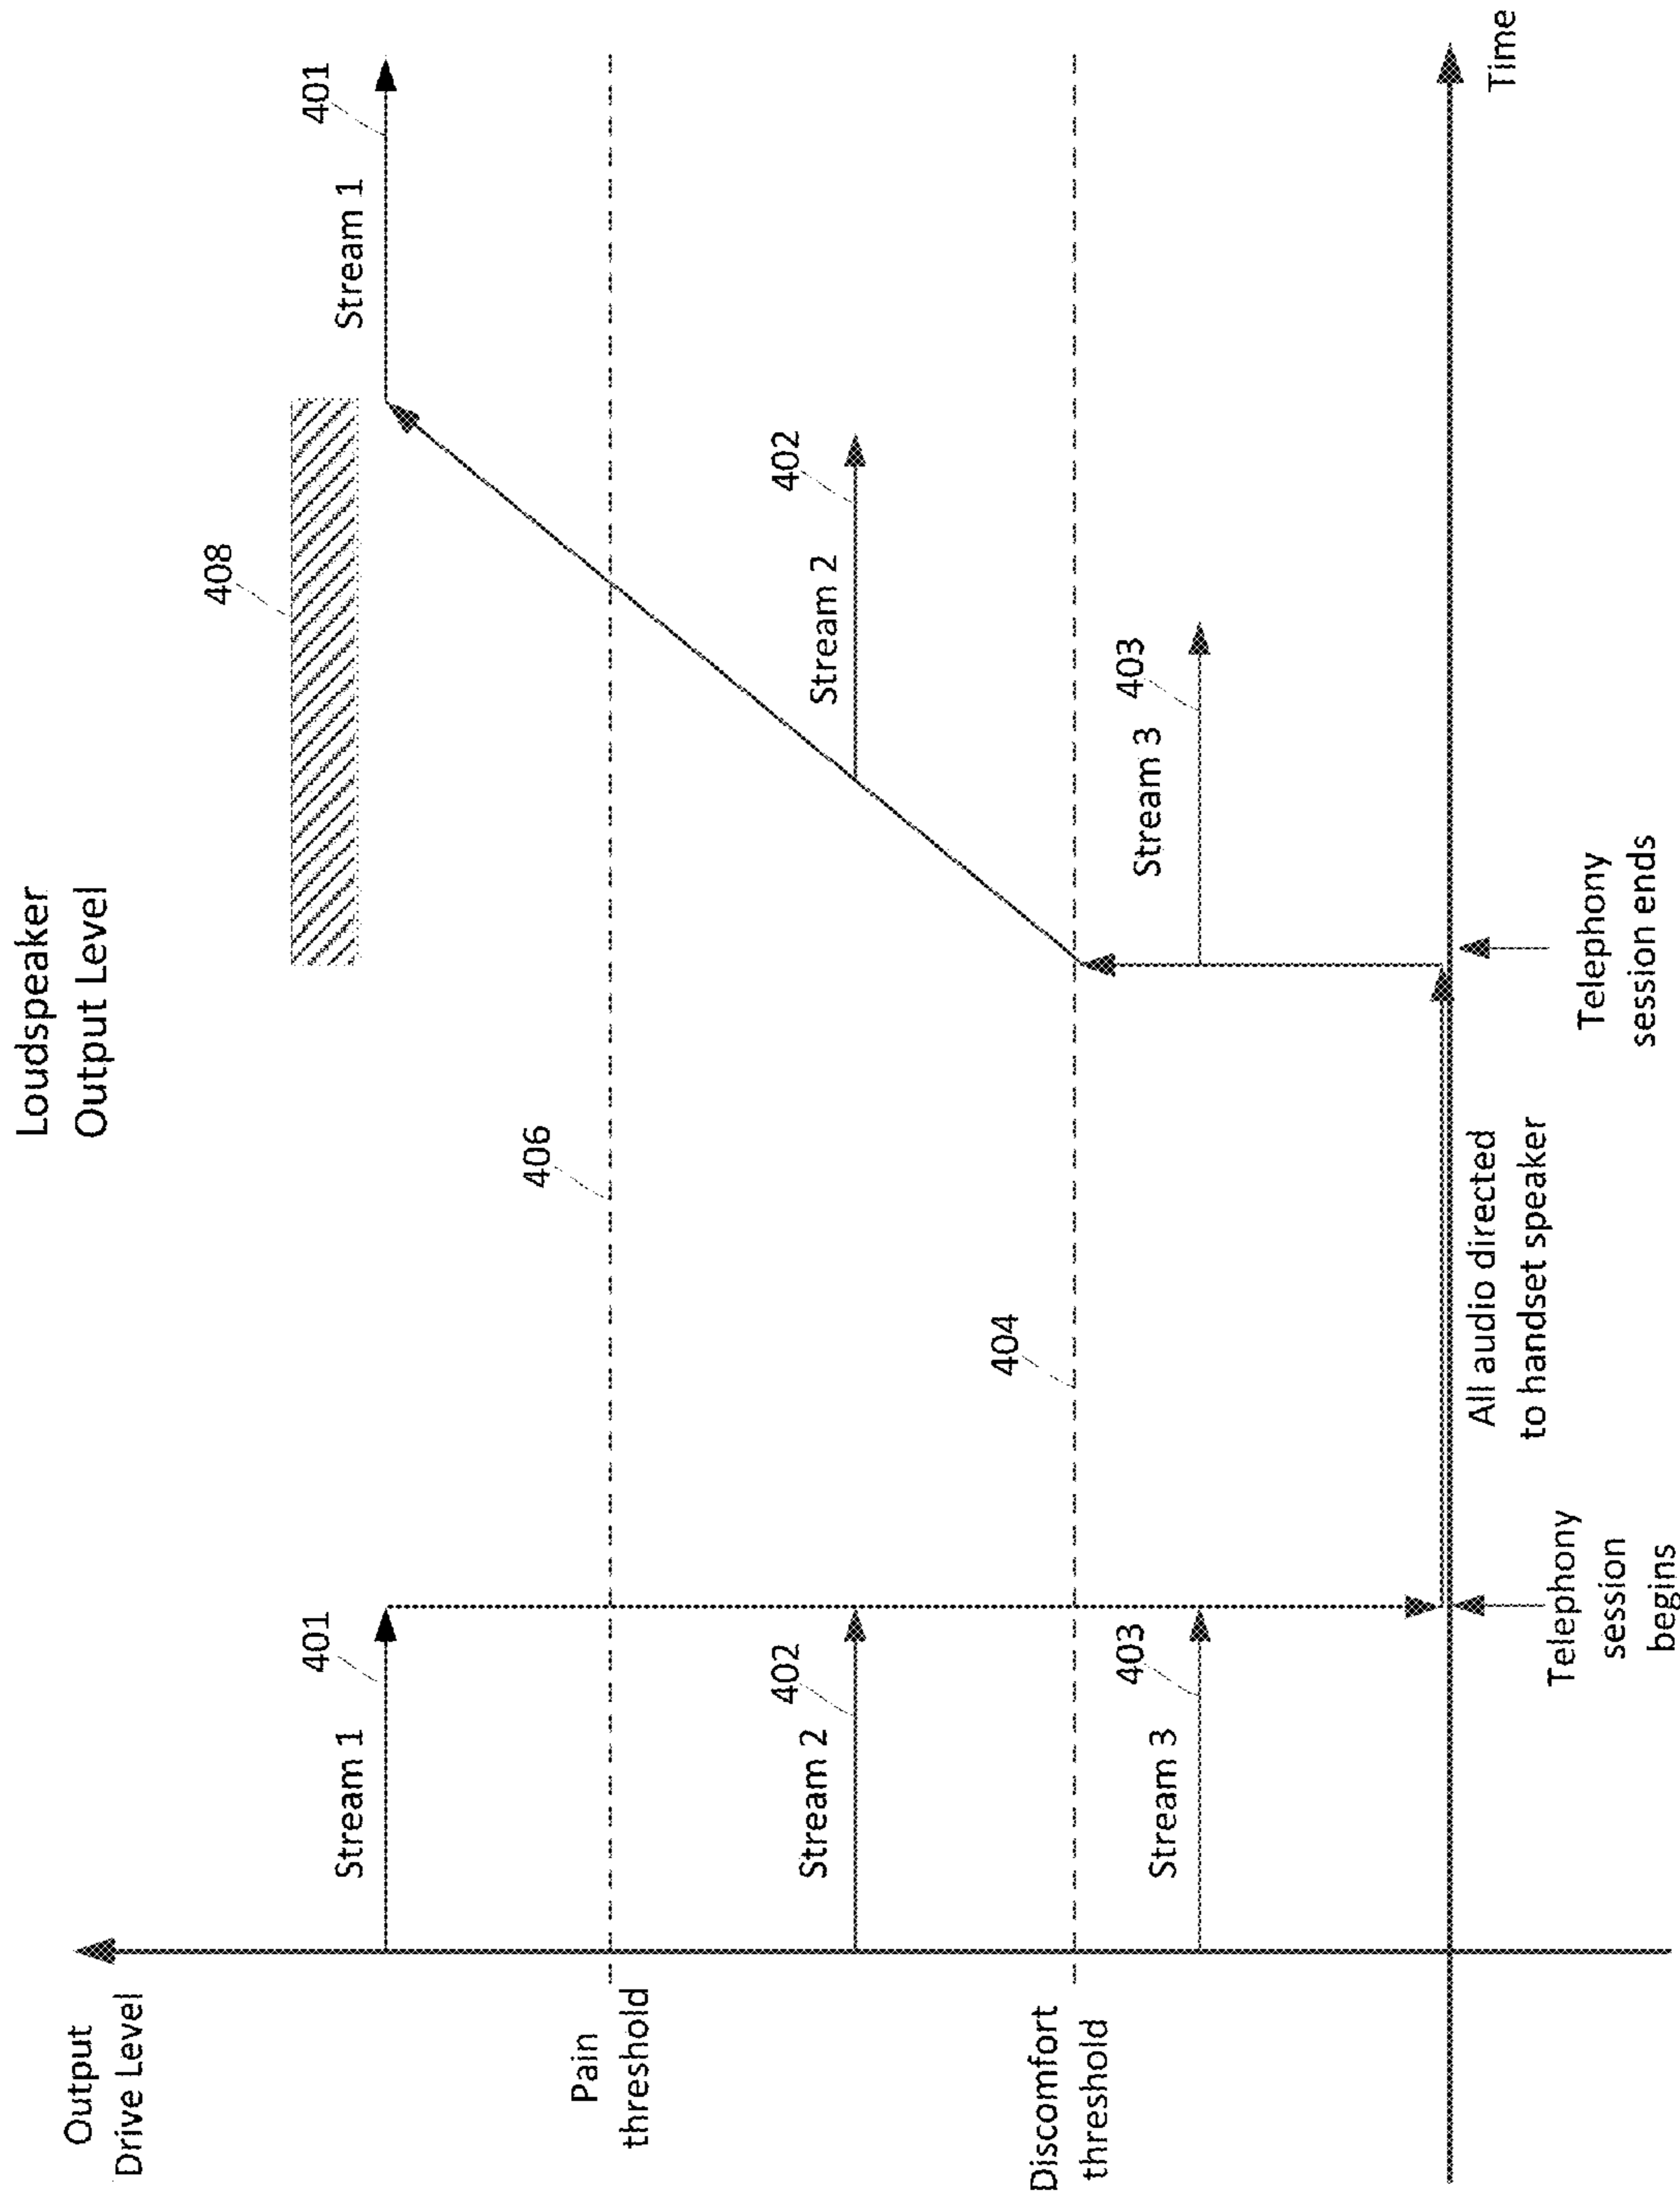 Loudspeaker
Output Level
Output
Drive Level
408
Stream 1
401
Stream 1
401
Pain
threshold
406
Stream 2
402
Stream 2
402
Discomfort
threshold
404
Stream 3
403
Stream 3
403
Time
All audio directed
to handset speaker
Telephony
session
begins
Telephony
session ends